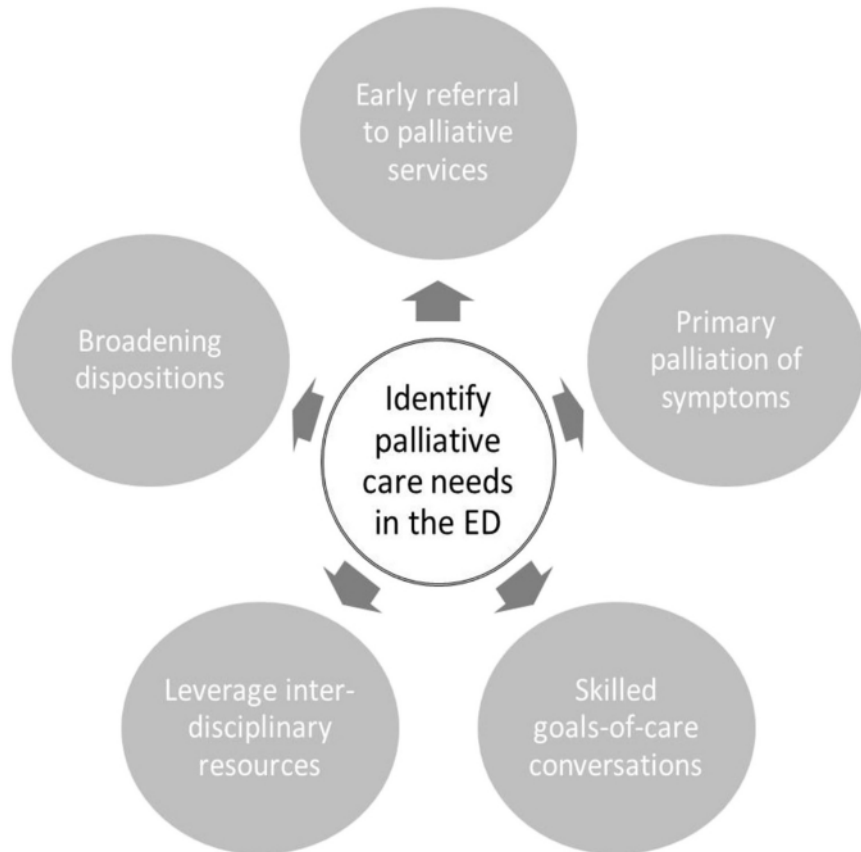 Early referral
to palliative
services
Primary
palliation of
symptoms
Skilled
goals-of-care
conversations
Leverage inter-
disciplinary
resources
Broadening
dispositions
Identify
palliative
care needs
in the ED